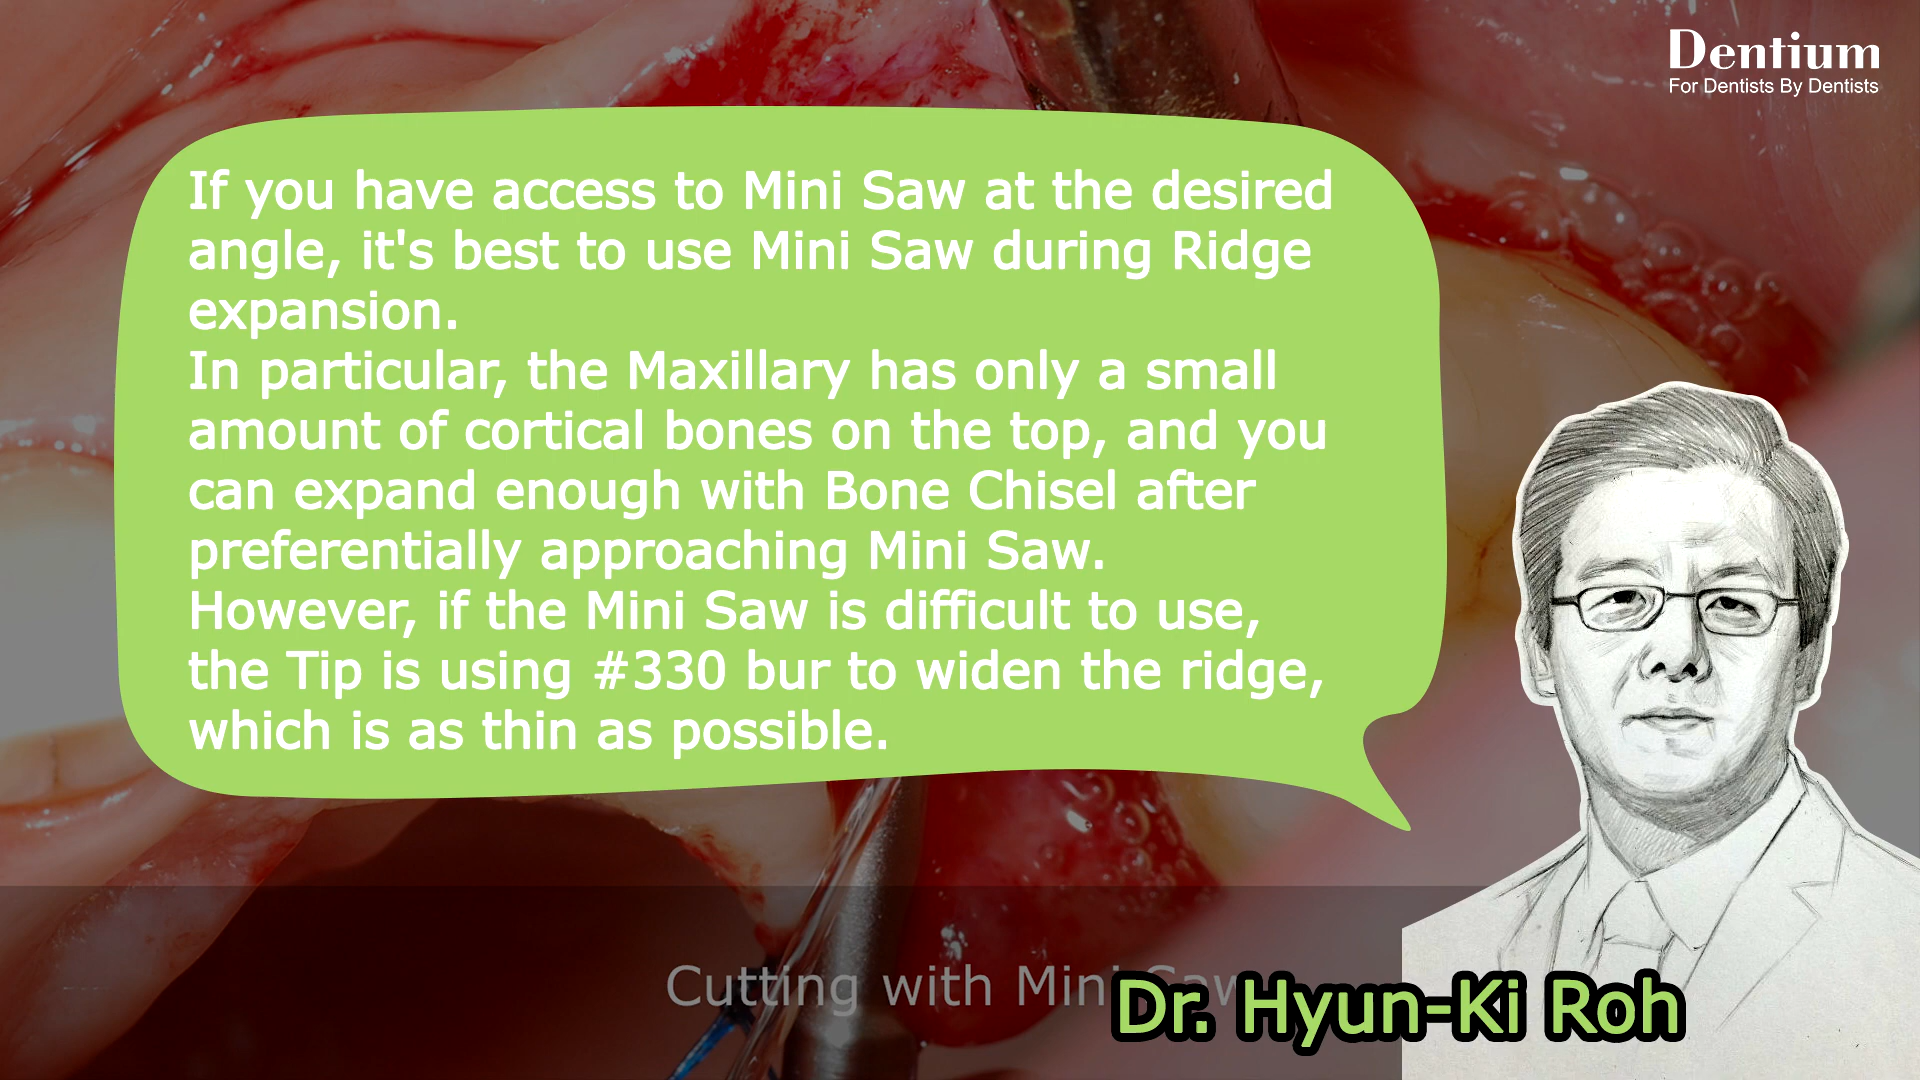 Dentium
For Dentists By Dentists
If you have access to Mini Saw at the desired
angle, it's best to use Mini Saw during Ridge
expansion.
In particular, the Maxillary has only a small
amount of cortical bones on the top, and you
can expand enough with Bone Chisel after
preferentially approaching Mini Saw.
However, if the Mini Saw is difficult to use,
the Tip is using #330 bur to widen the ridge,
which is as thin as possible.
Cutting with Mini Saw
Dr. Hyun-Ki Roh